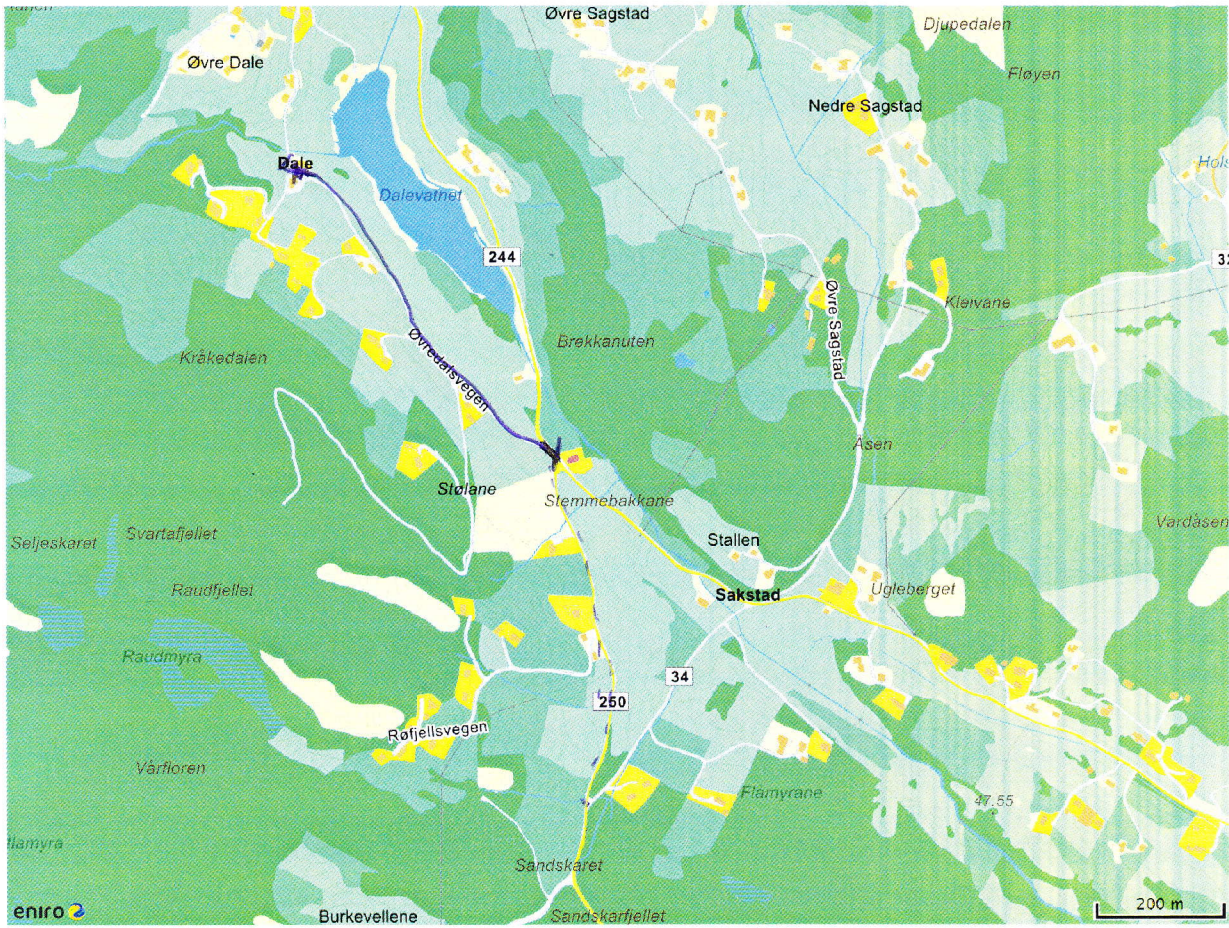 Øvre Sagstad
Djupedalen
Øvre Dale
Fløyen
Nedre Sagstad
Dale
Dalevatnet
244
Kleivane
Øvre Sagstad
Brekkanuten
Kråkedalen
Øvredalsvegen
Åsen
Stølane
Stemmebakkane
Seljeskaret
Svartafjellet
Stallen
Vardåsen
Raudfjellet
Sakstad
Ugleberget
Raudmyra
34
250
Røfjellsvegen
Vårfloren
Flamyrane
47.55
Sandskaret
eniro
Burkevellene
Sandskarfjellet
200 m